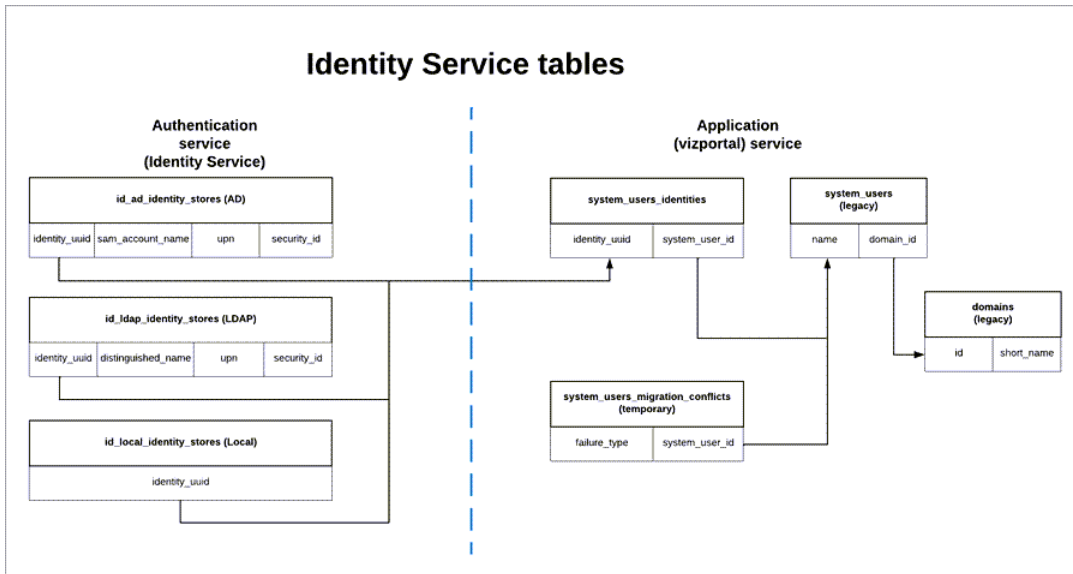 Identity Service tables
Authentication
service
(Identity Service)
Application
(vizportal) service
id_ad_identity_stores (AD)
identity_uuid sam_account_name upn security_id
id_ldap_identity_stores (LDAP)
identity_uuid distinguished_name upn security_id
id_local_identity_stores (Local)
identity_uuid
system_users_identities
identity_uuid system_user_id
system_users
(legacy)
name domain_id
domains
(legacy)
id short_name
system_users_migration_conflicts
(temporary)
failure_type system_user_id